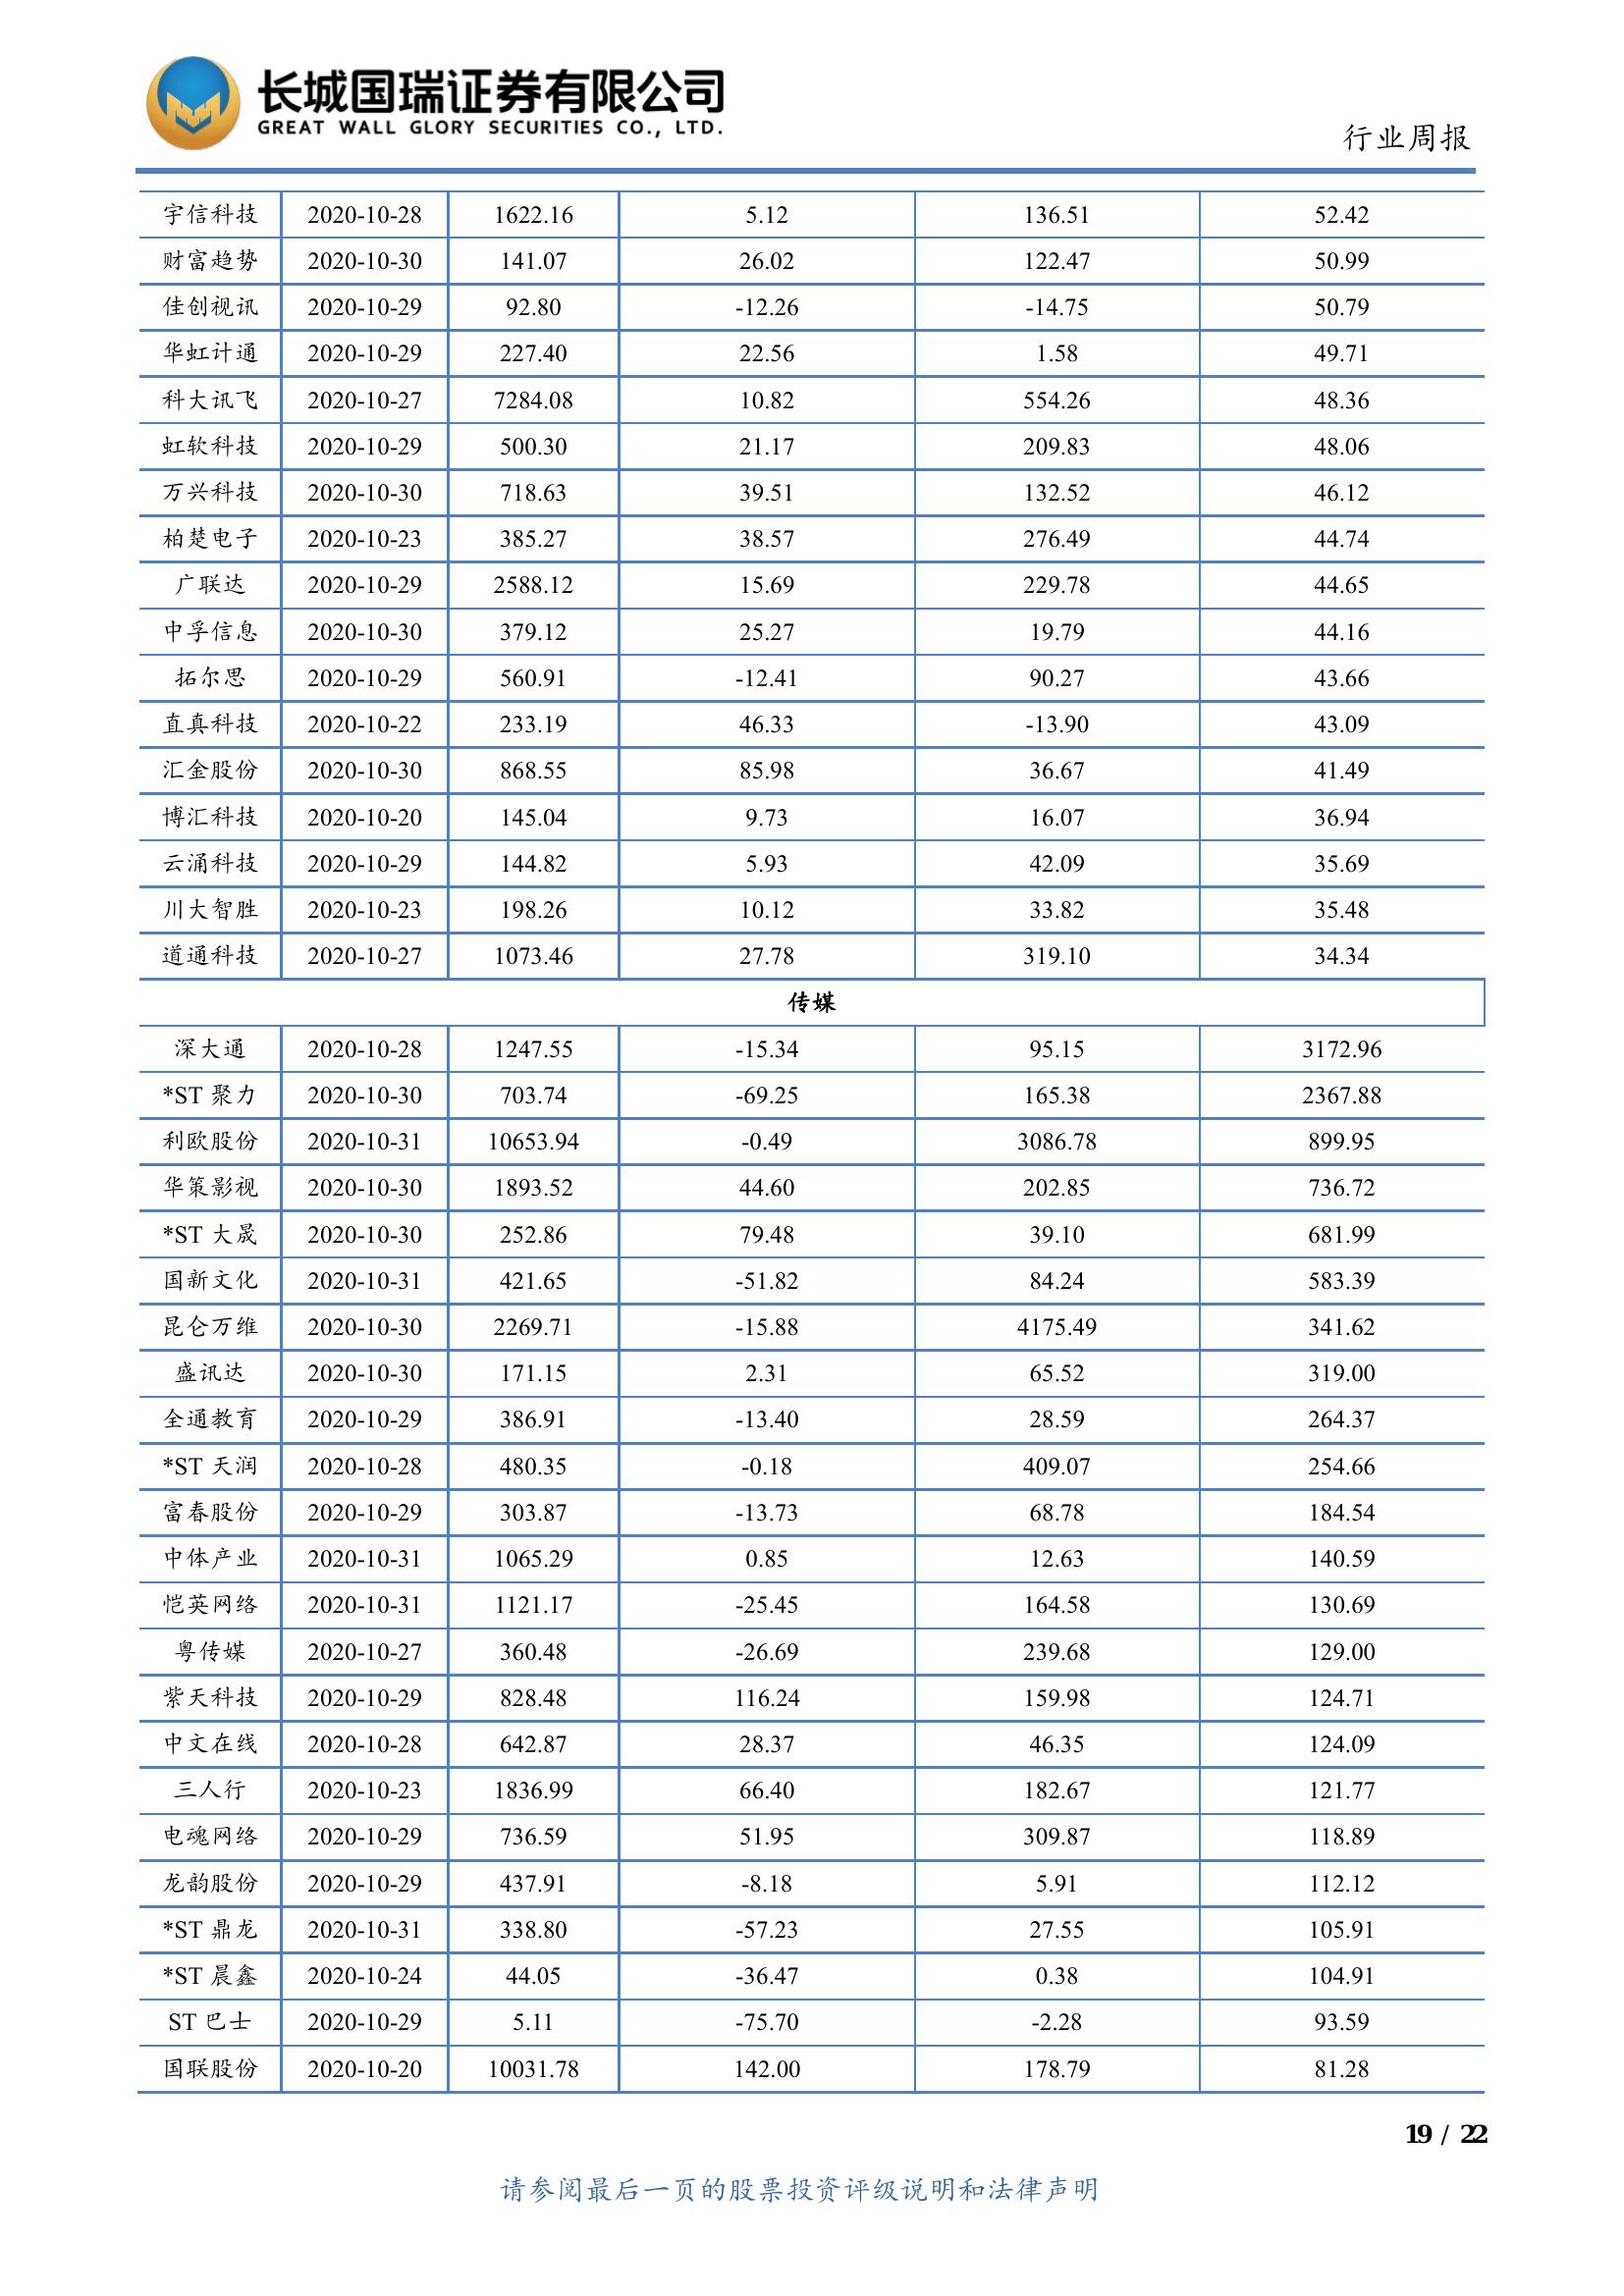 长城国瑞证券有限公司
GREAT WALL GLORY SECURITIES CO., LTD.
行业周报
宇信科技 2020-10-28 1622.16 5.12 136.51 52.42
财富趋势 2020-10-30 141.07 26.02 122.47 50.99
佳创视讯 2020-10-29 92.80 -12.26 -14.75 50.79
华虹计通 2020-10-29 227.40 22.56 1.58 49.71
科大讯飞 2020-10-27 7284.08 10.82 554.26 48.36
虹软科技 2020-10-29 500.30 21.17 209.83 48.06
万兴科技 2020-10-30 718.63 39.51 132.52 46.12
柏楚电子 2020-10-23 385.27 38.57 276.49 44.74
广联达 2020-10-29 2588.12 15.69 229.78 44.65
中孚信息 2020-10-30 379.12 25.27 19.79 44.16
拓尔思 2020-10-29 560.91 -12.41 90.27 43.66
直真科技 2020-10-22 233.19 46.33 -13.90 43.09
汇金股份 2020-10-30 868.55 85.98 36.67 41.49
博汇科技 2020-10-20 145.04 9.73 16.07 36.94
云涌科技 2020-10-29 144.82 5.93 42.09 35.69
川大智胜 2020-10-23 198.26 10.12 33.82 35.48
道通科技 2020-10-27 1073.46 27.78 319.10 34.34
传媒
深大通 2020-10-28 1247.55 -15.34 95.15 3172.96
*ST 聚力 2020-10-30 703.74 -69.25 165.38 2367.88
利欧股份 2020-10-31 10653.94 -0.49 3086.78 899.95
华策影视 2020-10-30 1893.52 44.60 202.85 736.72
*ST 大晟 2020-10-30 252.86 79.48 39.10 681.99
国新文化 2020-10-31 421.65 -51.82 84.24 583.39
昆仑万维 2020-10-30 2269.71 -15.88 4175.49 341.62
盛讯达 2020-10-30 171.15 2.31 65.52 319.00
全通教育 2020-10-29 386.91 -13.40 28.59 264.37
*ST 天润 2020-10-28 480.35 -0.18 409.07 254.66
富春股份 2020-10-29 303.87 -13.73 68.78 184.54
中体产业 2020-10-31 1065.29 0.85 12.63 140.59
恺英网络 2020-10-31 1121.17 -25.45 164.58 130.69
粤传媒 2020-10-27 360.48 -26.69 239.68 129.00
紫天科技 2020-10-29 828.48 116.24 159.98 124.71
中文在线 2020-10-28 642.87 28.37 46.35 124.09
三人行 2020-10-23 1836.99 66.40 182.67 121.77
电魂网络 2020-10-29 736.59 51.95 309.87 118.89
龙韵股份 2020-10-29 437.91 -8.18 5.91 112.12
*ST 鼎龙 2020-10-31 338.80 -57.23 27.55 105.91
*ST 晨鑫 2020-10-24 44.05 -36.47 0.38 104.91
ST 巴士 2020-10-29 5.11 -75.70 -2.28 93.59
国联股份 2020-10-20 10031.78 142.00 178.79 81.28
19 / 22
请参阅最后一页的股票投资评级说明和法律声明